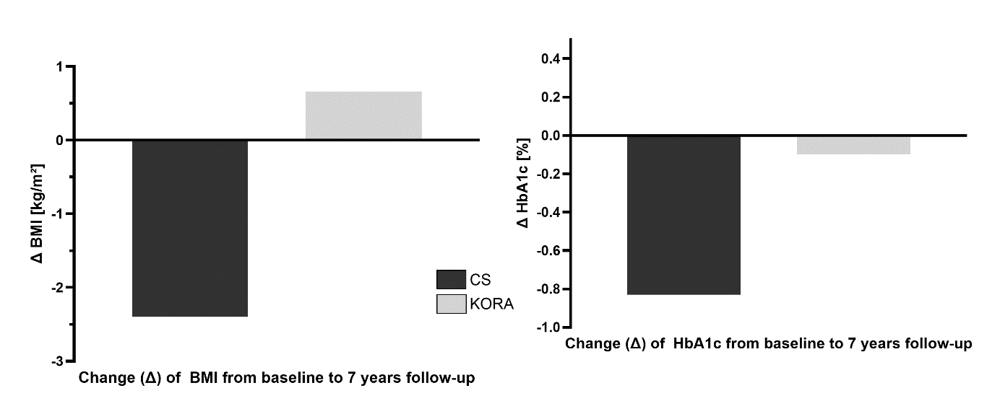 1
0
-1
-2
-3
Δ BMI [kg/m²]
Change (Δ) of  BMI from baseline to 7 years follow-up
CS
KORA
0.4
0.2
0.0
-0.2
-0.4
-0.6
-0.8
-1.0
Δ HbA1c [%]
Change (Δ) of  HbA1c from baseline to 7 years follow-up